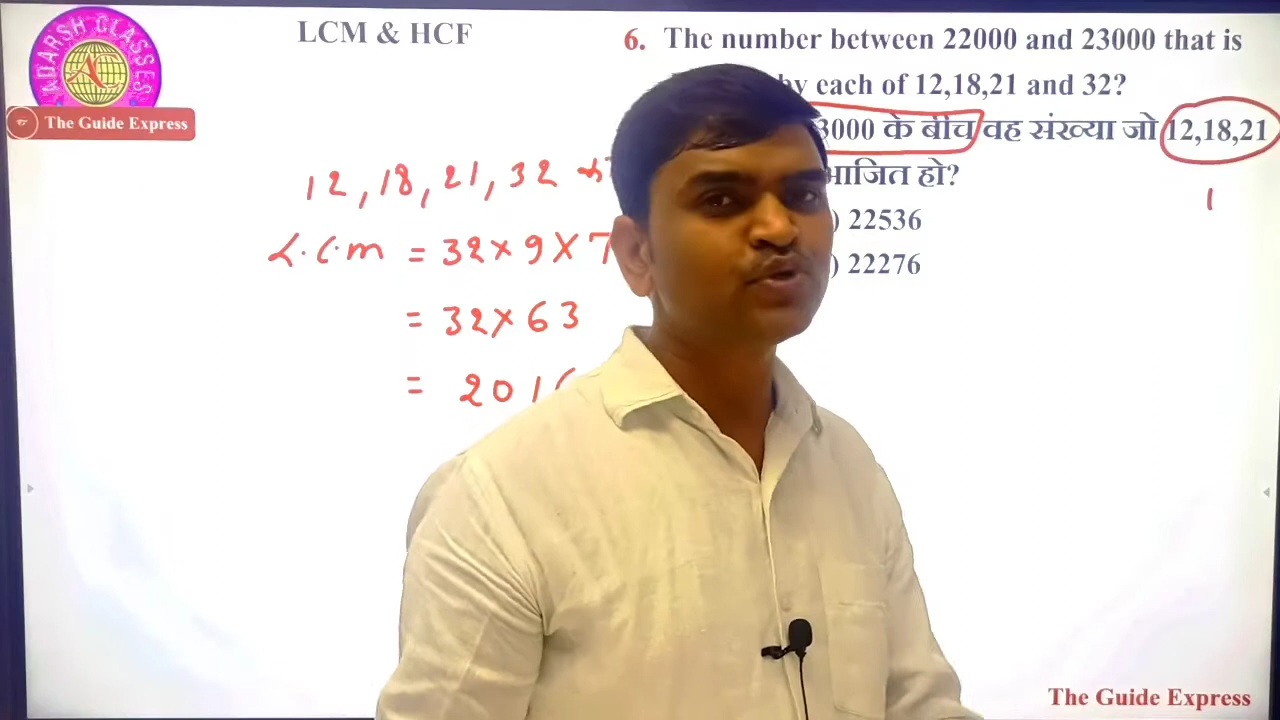 ADARSH CLASSES
The Guide Express
LCM & HCF
6. The number between 22000 and 23000 that is
by each of 12,18,21 and 32?
3000 के बीच वह संख्या जो 12,18,21
भाजित हो?
) 22536
) 22276
12, 18, 21, 32
L.C.M = 32×9×7
= 32×63
= 201
1
The Guide Express